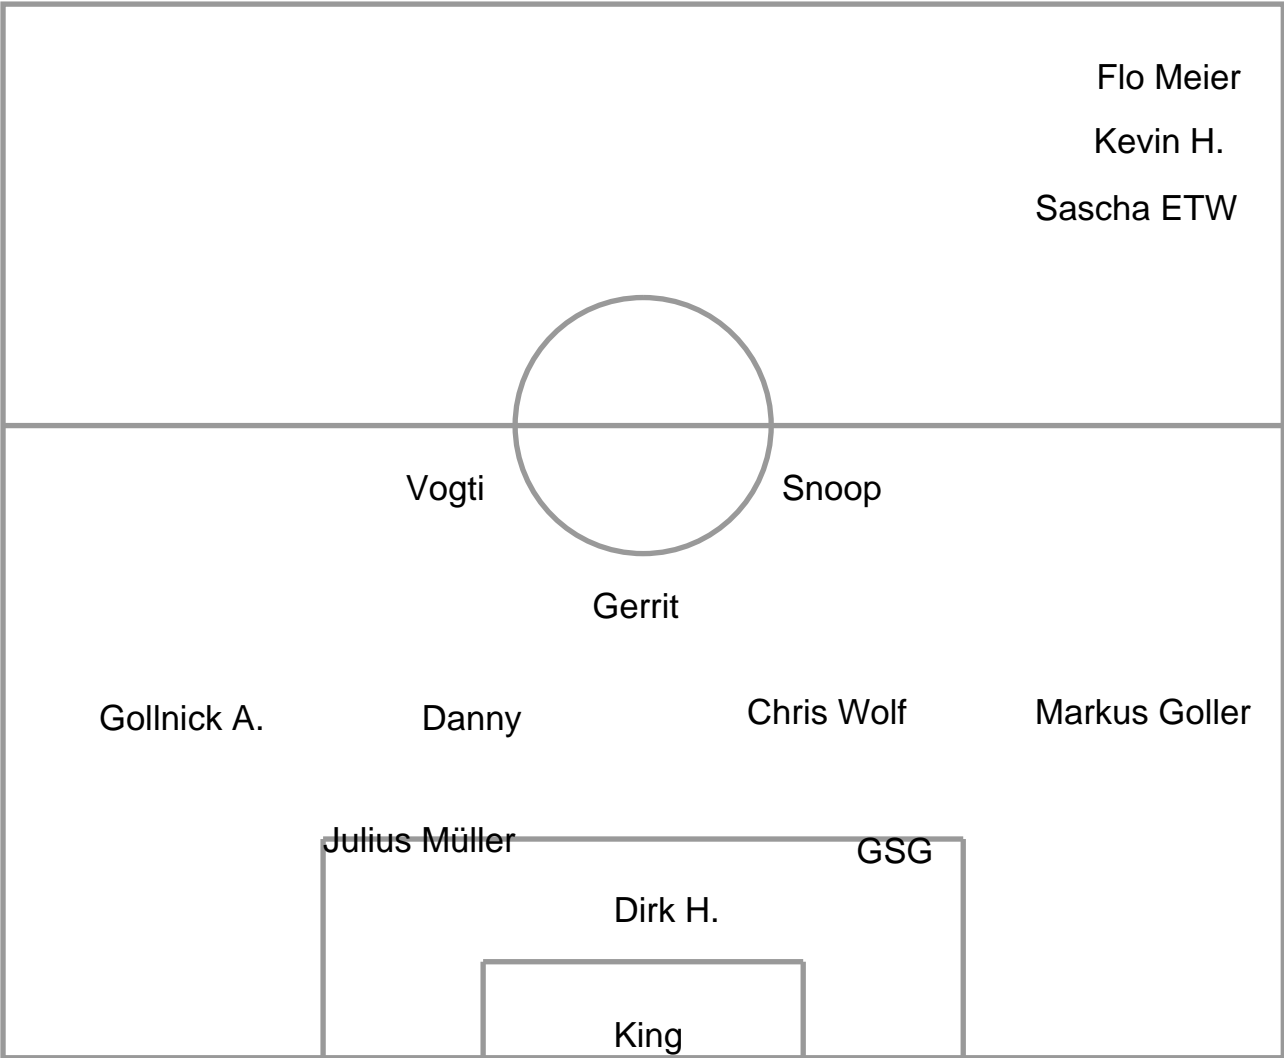 Flo Meier
Kevin H.
Sascha ETW
Vogti
Snoop
Gerrit
Gollnick A.
Danny
Chris Wolf
Markus Goller
Julius Müller
GSG
Dirk H.
King